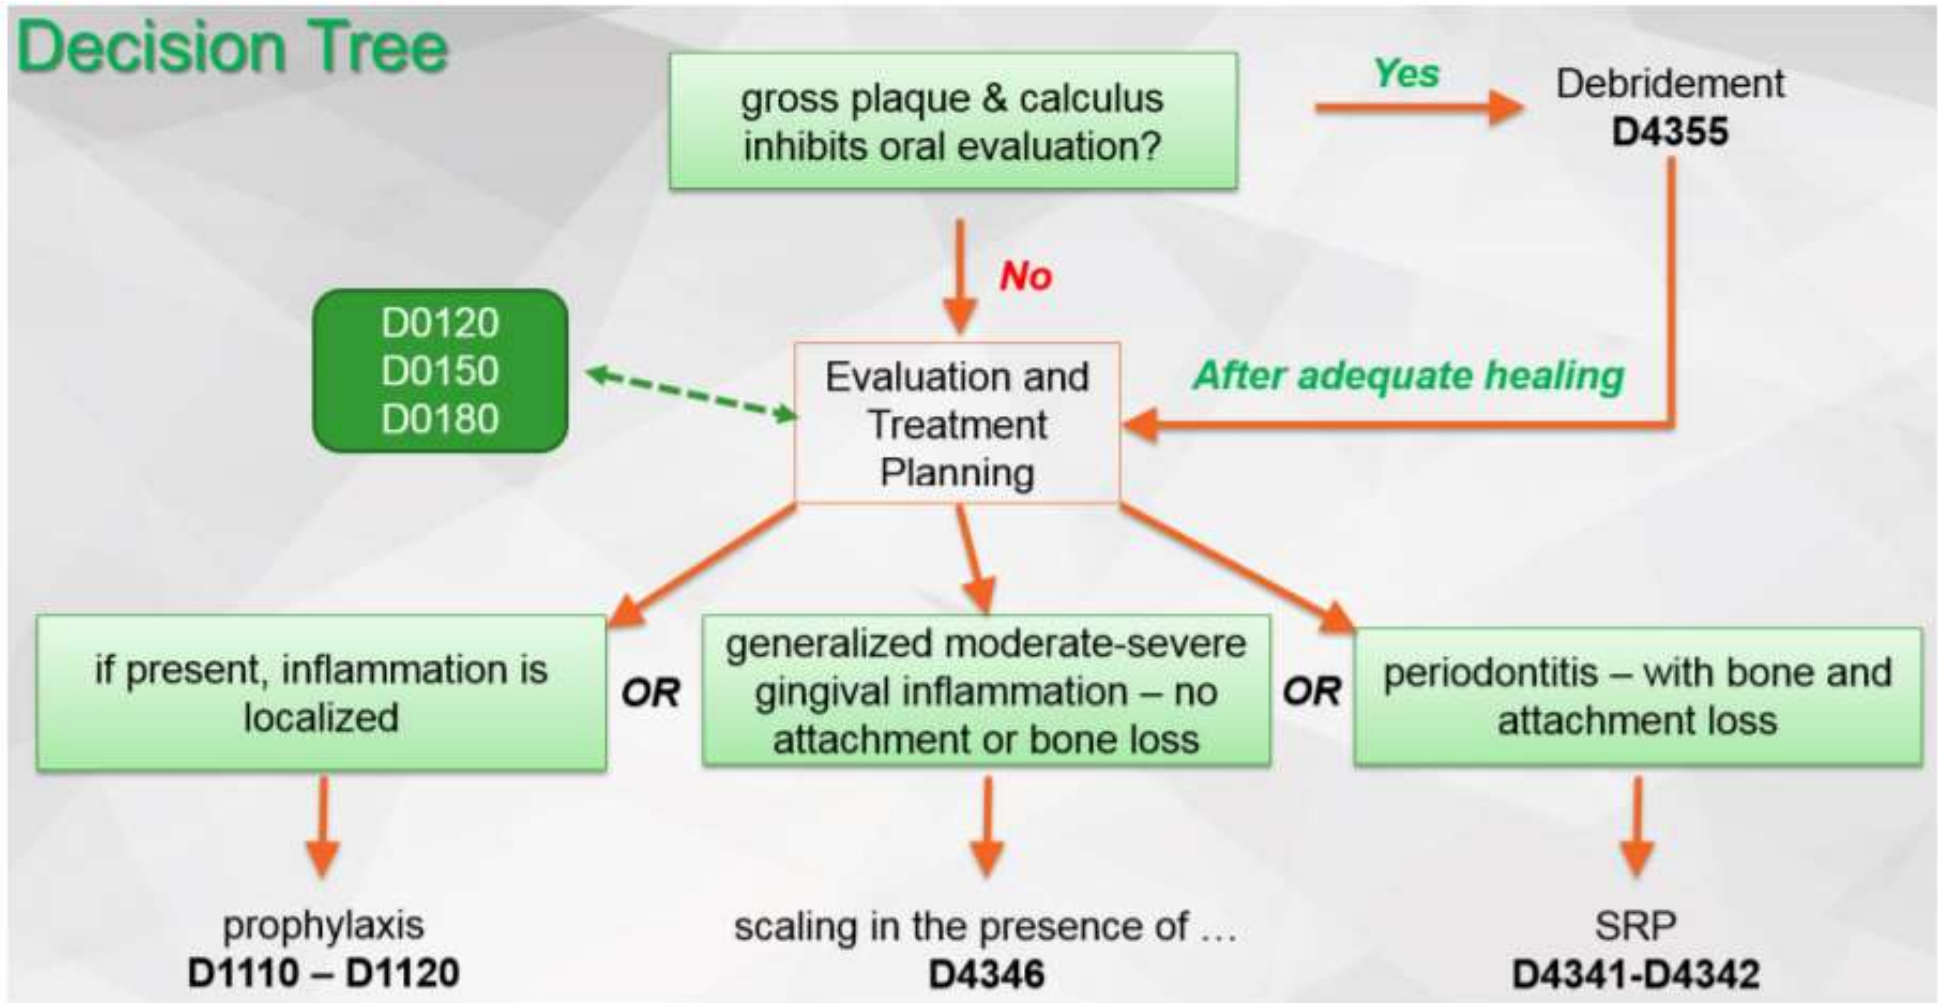 Decision Tree
gross plaque & calculus
inhibits oral evaluation?
Yes
Debridement
D4355
No
D0120
D0150
D0180
Evaluation and
Treatment
Planning
After adequate healing
if present, inflammation is
localized
OR
generalized moderate-severe
gingival inflammation – no
attachment or bone loss
OR
periodontitis – with bone and
attachment loss
prophylaxis
D1110 – D1120
scaling in the presence of ...
D4346
SRP
D4341-D4342